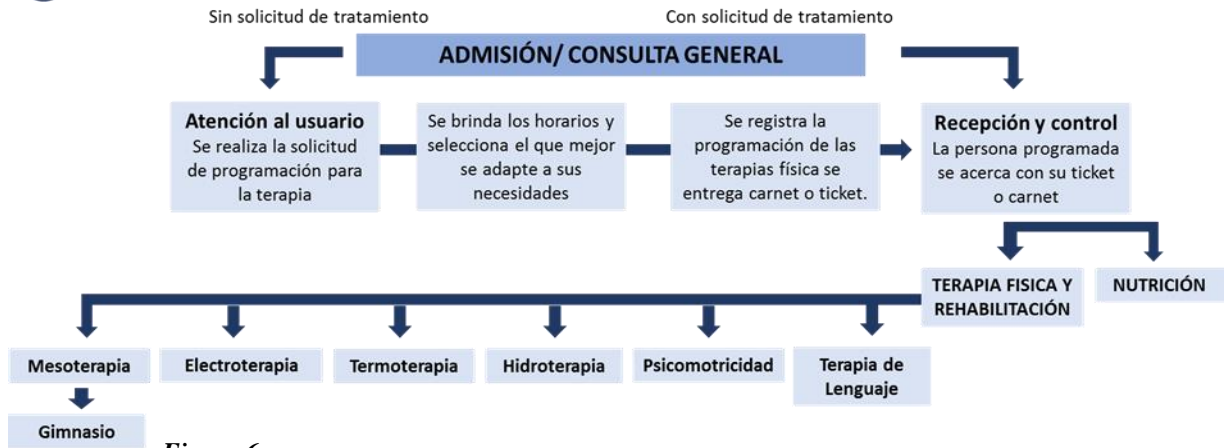 Sin solicitud de tratamiento
Con solicitud de tratamiento
ADMISIÓN/ CONSULTA GENERAL
Atención al usuario
Se realiza la solicitud
de programación para
la terapia
Se brinda los horarios y
selecciona el que mejor
se adapte a sus
necesidades
Se registra la
programación de las
terapias física se
entrega carnet o ticket.
Recepción y control
La persona programada
se acerca con su ticket
o carnet
TERAPIA FISICA Y
REHABILITACIÓN
NUTRICIÓN
Mesoterapia
Electroterapia
Termoterapia
Hidroterapia
Psicomotricidad
Terapia de
Lenguaje
Gimnasio